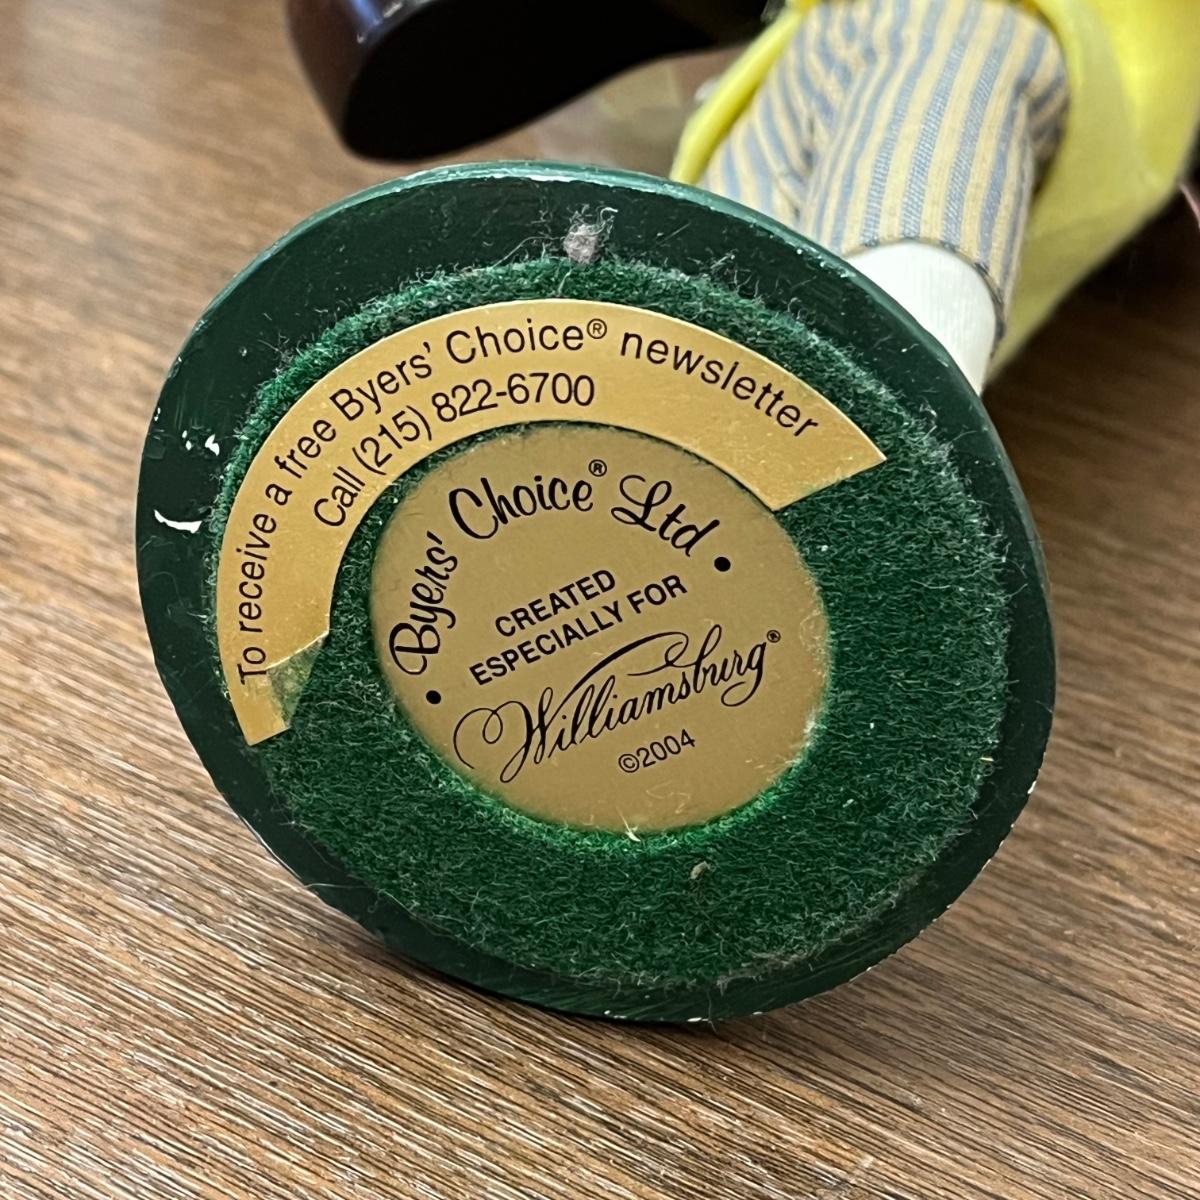 To receive a free Byers' Choice® newsletter
Call (215) 822-6700
• Byers' Choice® Ltd •
CREATED
ESPECIALLY FOR
Williamsburg®
©2004